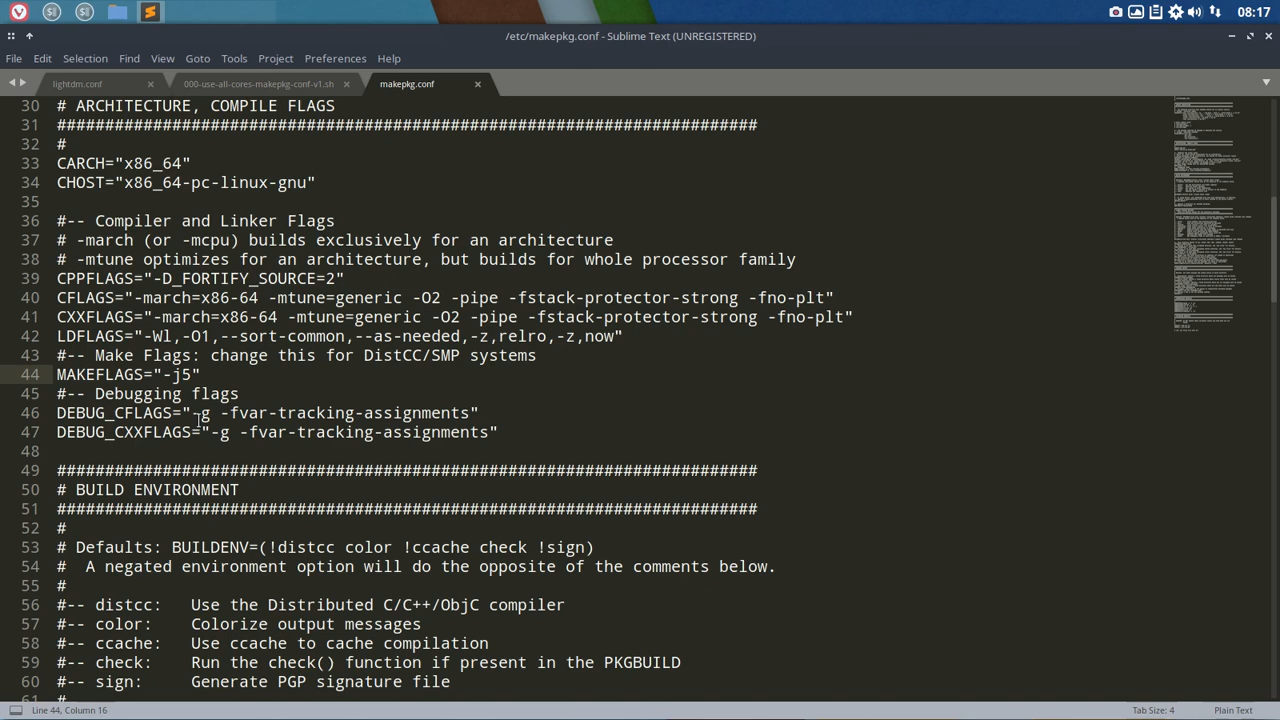 08:17
/etc/makepkg.conf - Sublime Text (UNREGISTERED)
File Edit Selection Find View Goto Tools Project Preferences Help
lightdm.conf 000-use-all-cores-makepkg-conf-v1.sh makepkg.conf
30 # ARCHITECTURE, COMPILE FLAGS
31 #########################################################################
32 #
33 CARCH="x86_64"
34 CHOST="x86_64-pc-linux-gnu"
35
36 #-- Compiler and Linker Flags
37 # -march (or -mcpu) builds exclusively for an architecture
38 # -mtune optimizes for an architecture, but builds for whole processor family
39 CPPFLAGS="-D_FORTIFY_SOURCE=2"
40 CFLAGS="-march=x86-64 -mtune=generic -O2 -pipe -fstack-protector-strong -fno-plt"
41 CXXFLAGS="-march=x86-64 -mtune=generic -O2 -pipe -fstack-protector-strong -fno-plt"
42 LDFLAGS="-Wl,-O1,--sort-common,--as-needed,-z,relro,-z,now"
43 #-- Make Flags: change this for DistCC/SMP systems
44 MAKEFLAGS="-j5"
45 #-- Debugging flags
46 DEBUG_CFLAGS="-g -fvar-tracking-assignments"
47 DEBUG_CXXFLAGS="-g -fvar-tracking-assignments"
48
49 #########################################################################
50 # BUILD ENVIRONMENT
51 #########################################################################
52 #
53 # Defaults: BUILDENV=(!distcc color !ccache check !sign)
54 #  A negated environment option will do the opposite of the comments below.
55 #
56 #-- distcc:   Use the Distributed C/C++/ObjC compiler
57 #-- color:    Colorize output messages
58 #-- ccache:   Use ccache to cache compilation
59 #-- check:    Run the check() function if present in the PKGBUILD
60 #-- sign:     Generate PGP signature file
61 #
Line 44, Column 16 Tab Size: 4 Plain Text